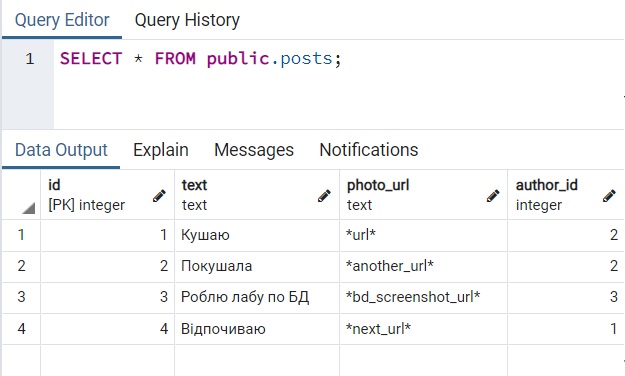 Query Editor Query History
1 SELECT * FROM public.posts;
Data Output Explain Messages Notifications
id text photo_url author_id
[PK] integer text text integer
1 1 Кушаю *url* 2
2 2 Покушала *another_url* 2
3 3 Роблю лабу по БД *bd_screenshot_url* 3
4 4 Відпочиваю *next_url* 1